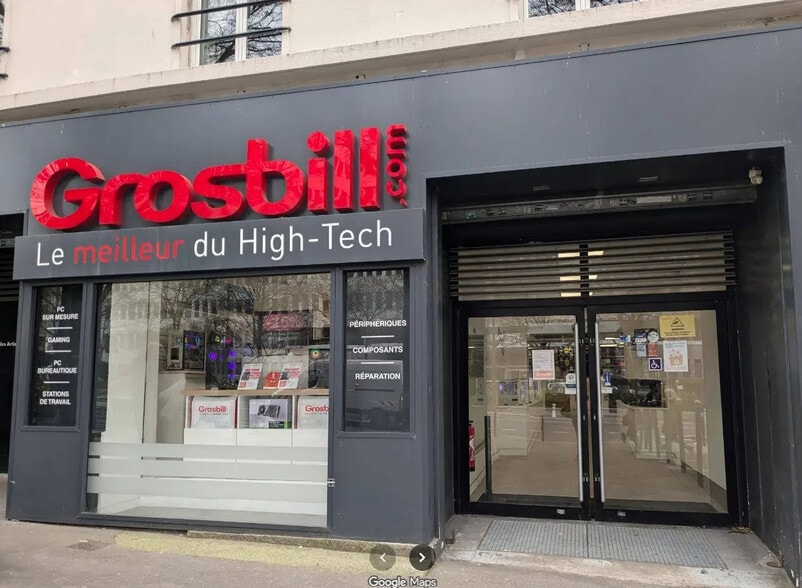 Grosbill
.com
Le meilleur du High-Tech
PC
SUR MESURE
GAMING
PC
BUREAUTIQUE
STATIONS
DE TRAVAIL
PÉRIPHÉRIQUES
COMPOSANTS
RÉPARATION
Grosbill
Grosbill
Google Maps